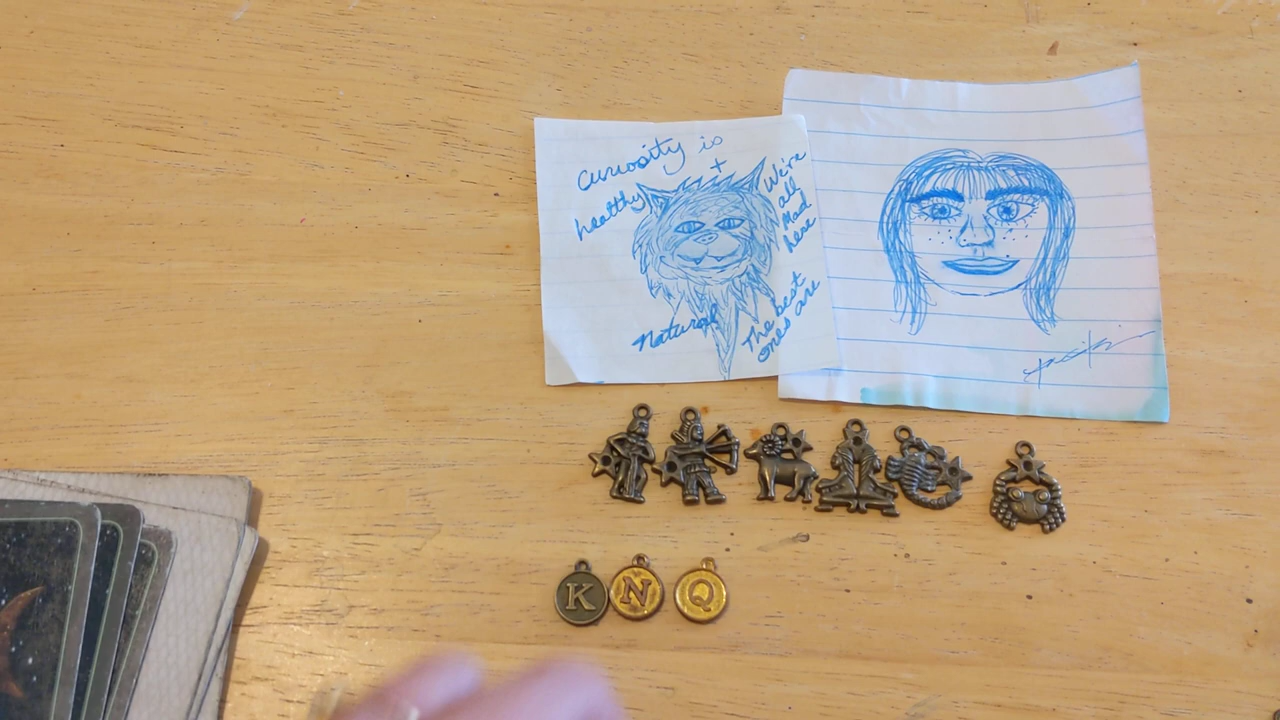 curiosity is
+
healthy
Natural
We're
all
Mad
here
The best
ones are
K
N
Q